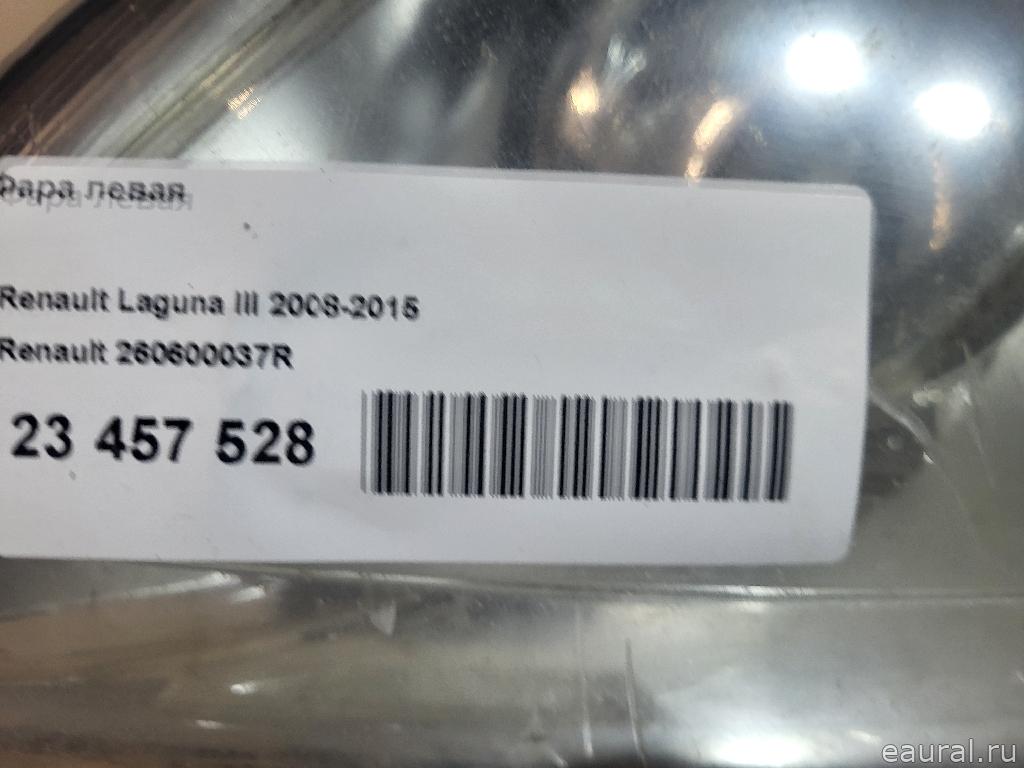 Фара левая
Renault Laguna III 2008-2015
Renault 260600037R
23 457 528
eaural.ru